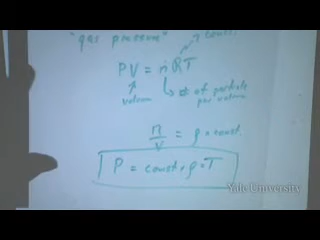 const.
"gas pressure"
PV = nRT
volume
# of particles
per volume
n/V = ρ · const.
P = const. ρ · T
Yale University